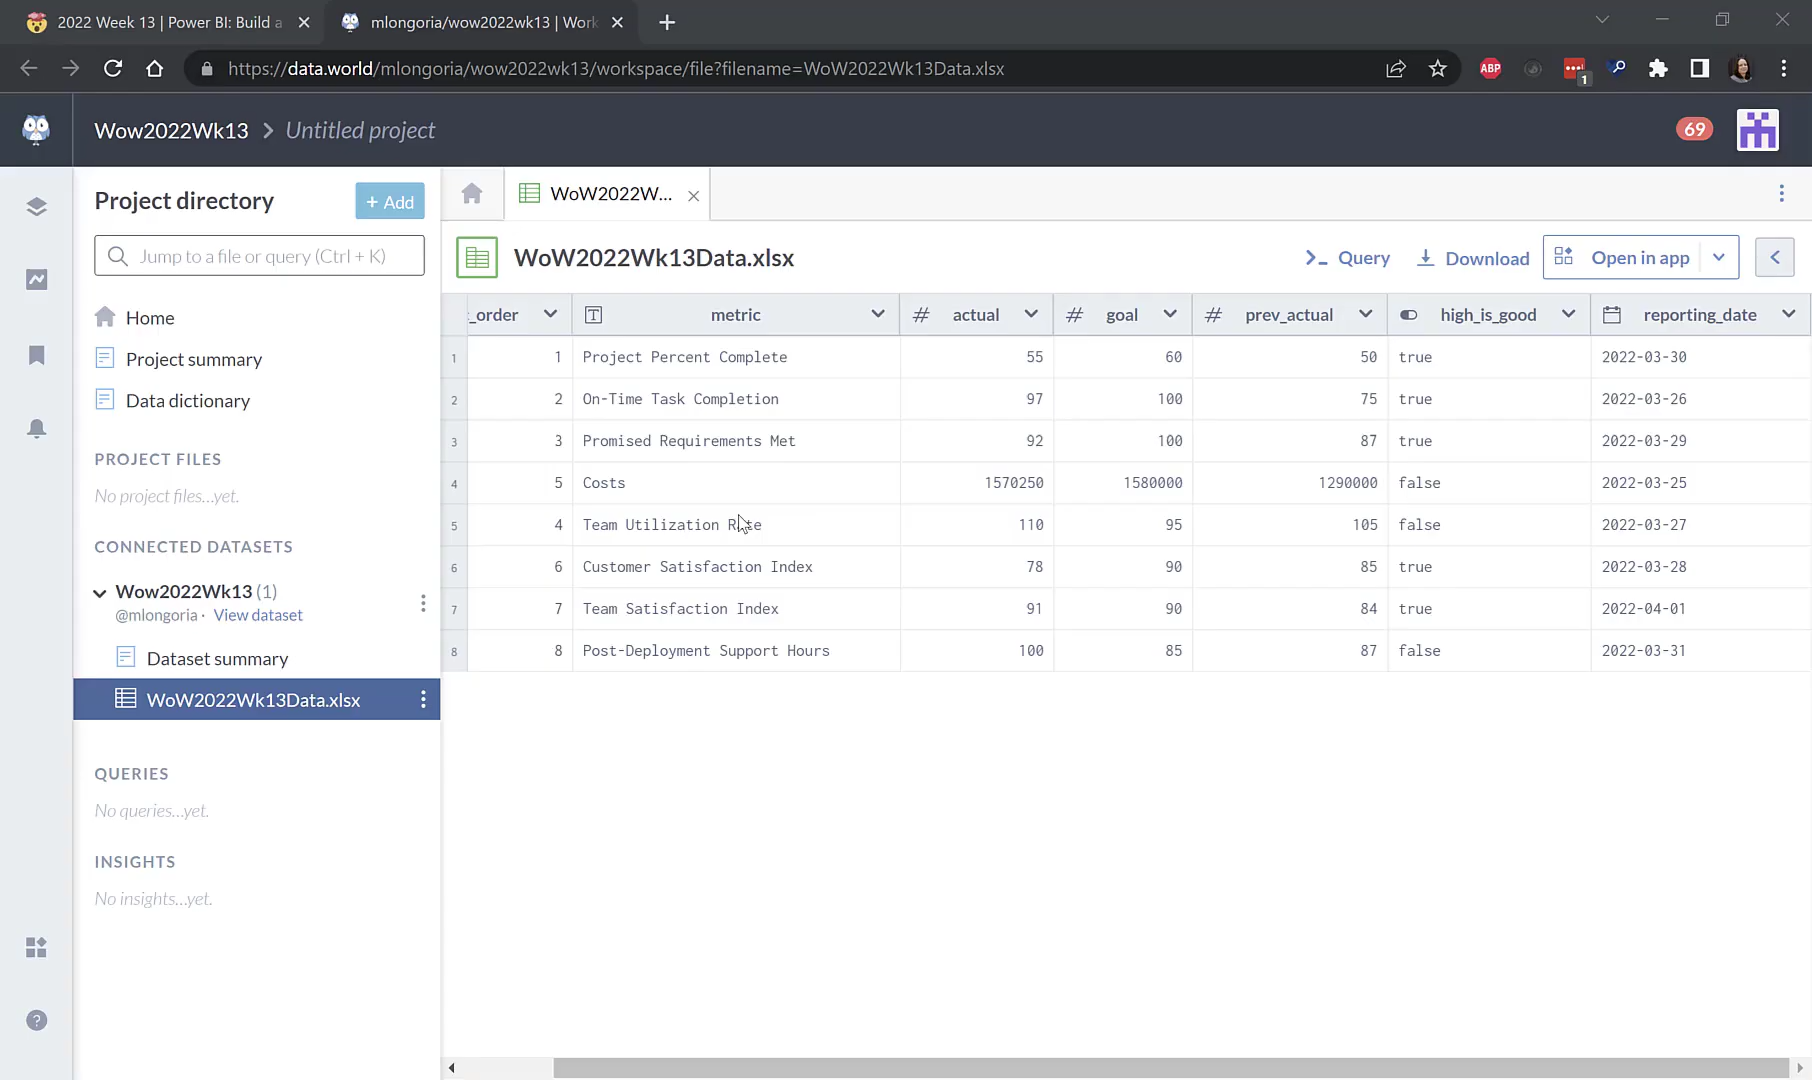 2022 Week 13 | Power BI: Build a
mlongoria/wow2022wk13 | Work
https://data.world/mlongoria/wow2022wk13/workspace/file?filename=WoW2022Wk13Data.xlsx
ABP
1
Wow2022Wk13 > Untitled project
69
Project directory
+ Add
Jump to a file or query (Ctrl + K)
Home
Project summary
Data dictionary
PROJECT FILES
No project files...yet.
CONNECTED DATASETS
Wow2022Wk13 (1)
@mlongoria · View dataset
Dataset summary
WoW2022Wk13Data.xlsx
QUERIES
No queries...yet.
INSIGHTS
No insights...yet.
WoW2022W...
WoW2022Wk13Data.xlsx
Query
Download
Open in app
_order metric # actual # goal # prev_actual high_is_good reporting_date
1 1 Project Percent Complete 55 60 50 true 2022-03-30
2 2 On-Time Task Completion 97 100 75 true 2022-03-26
3 3 Promised Requirements Met 92 100 87 true 2022-03-29
4 5 Costs 1570250 1580000 1290000 false 2022-03-25
5 4 Team Utilization Rate 110 95 105 false 2022-03-27
6 6 Customer Satisfaction Index 78 90 85 true 2022-03-28
7 7 Team Satisfaction Index 91 90 84 true 2022-04-01
8 8 Post-Deployment Support Hours 100 85 87 false 2022-03-31